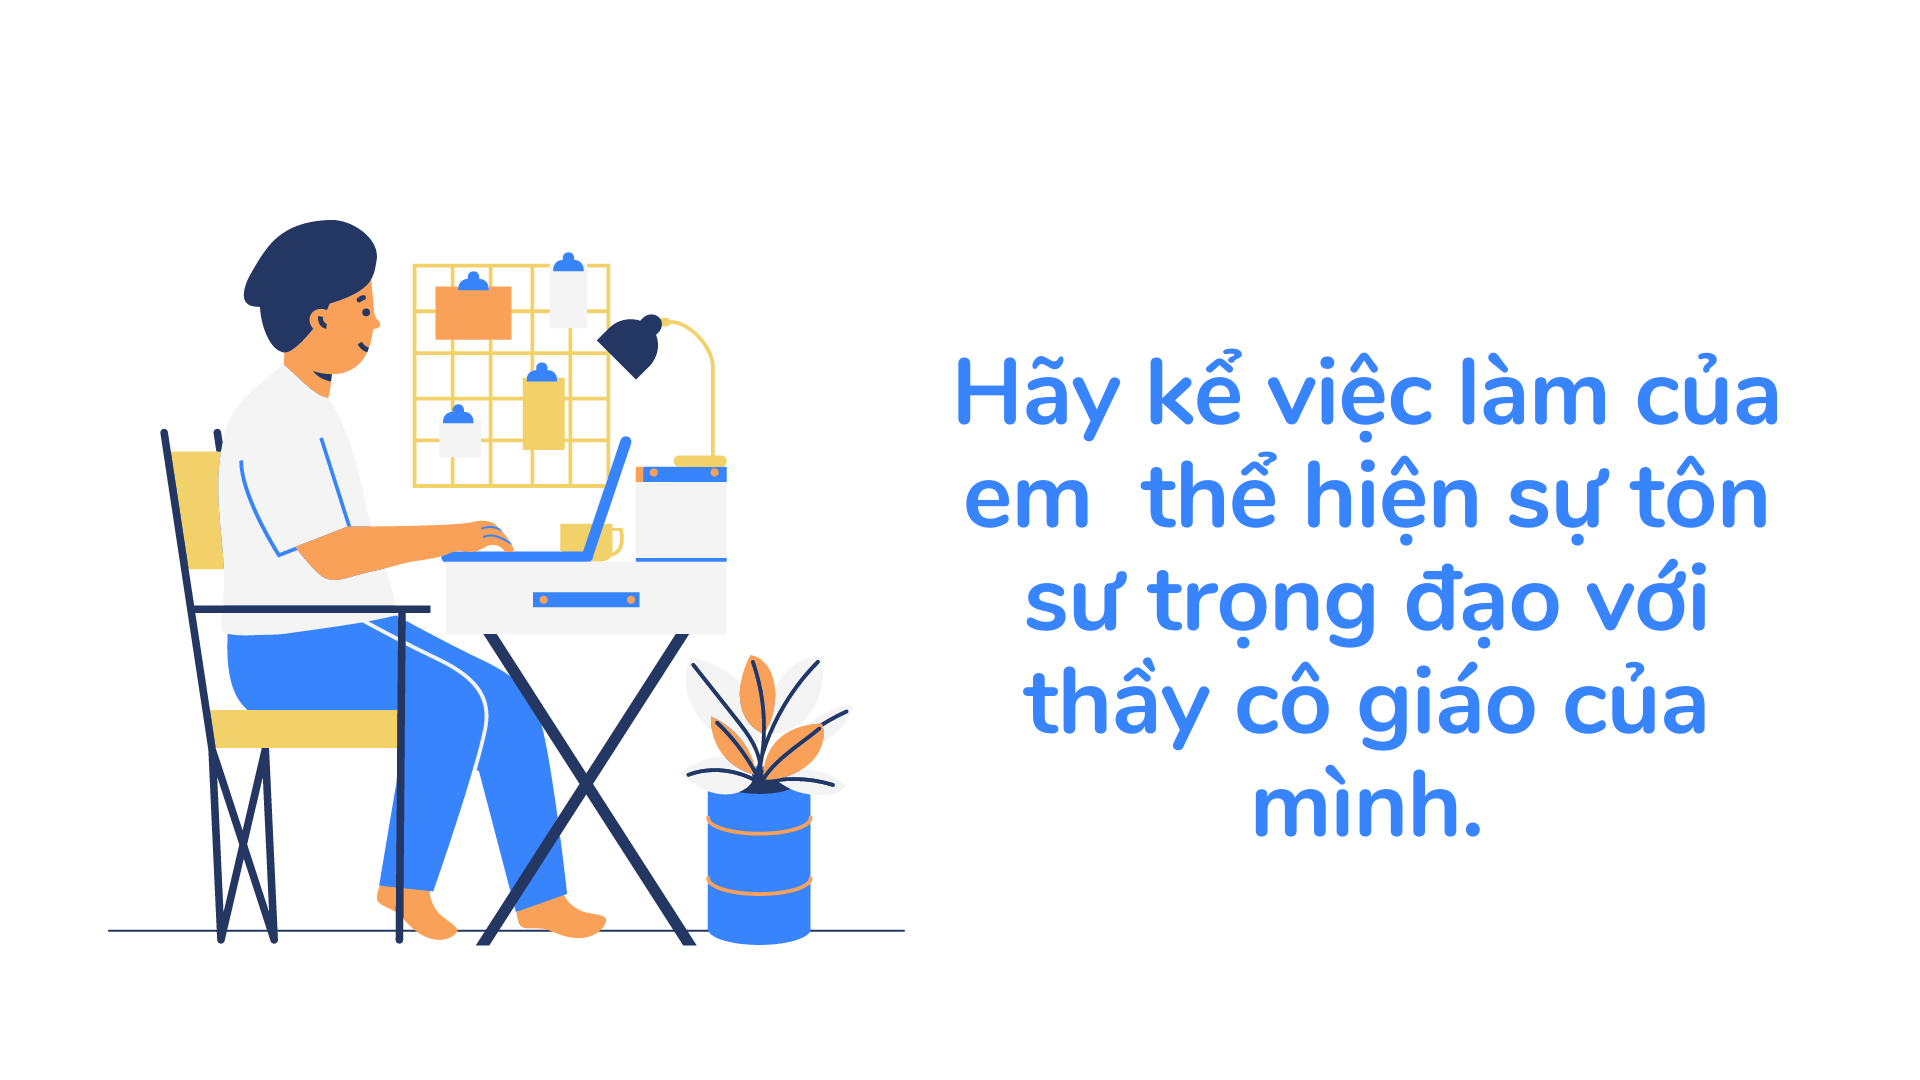 Hãy kể việc làm của
em thể hiện sự tôn
sư trọng đạo với
thầy cô giáo của
mình.